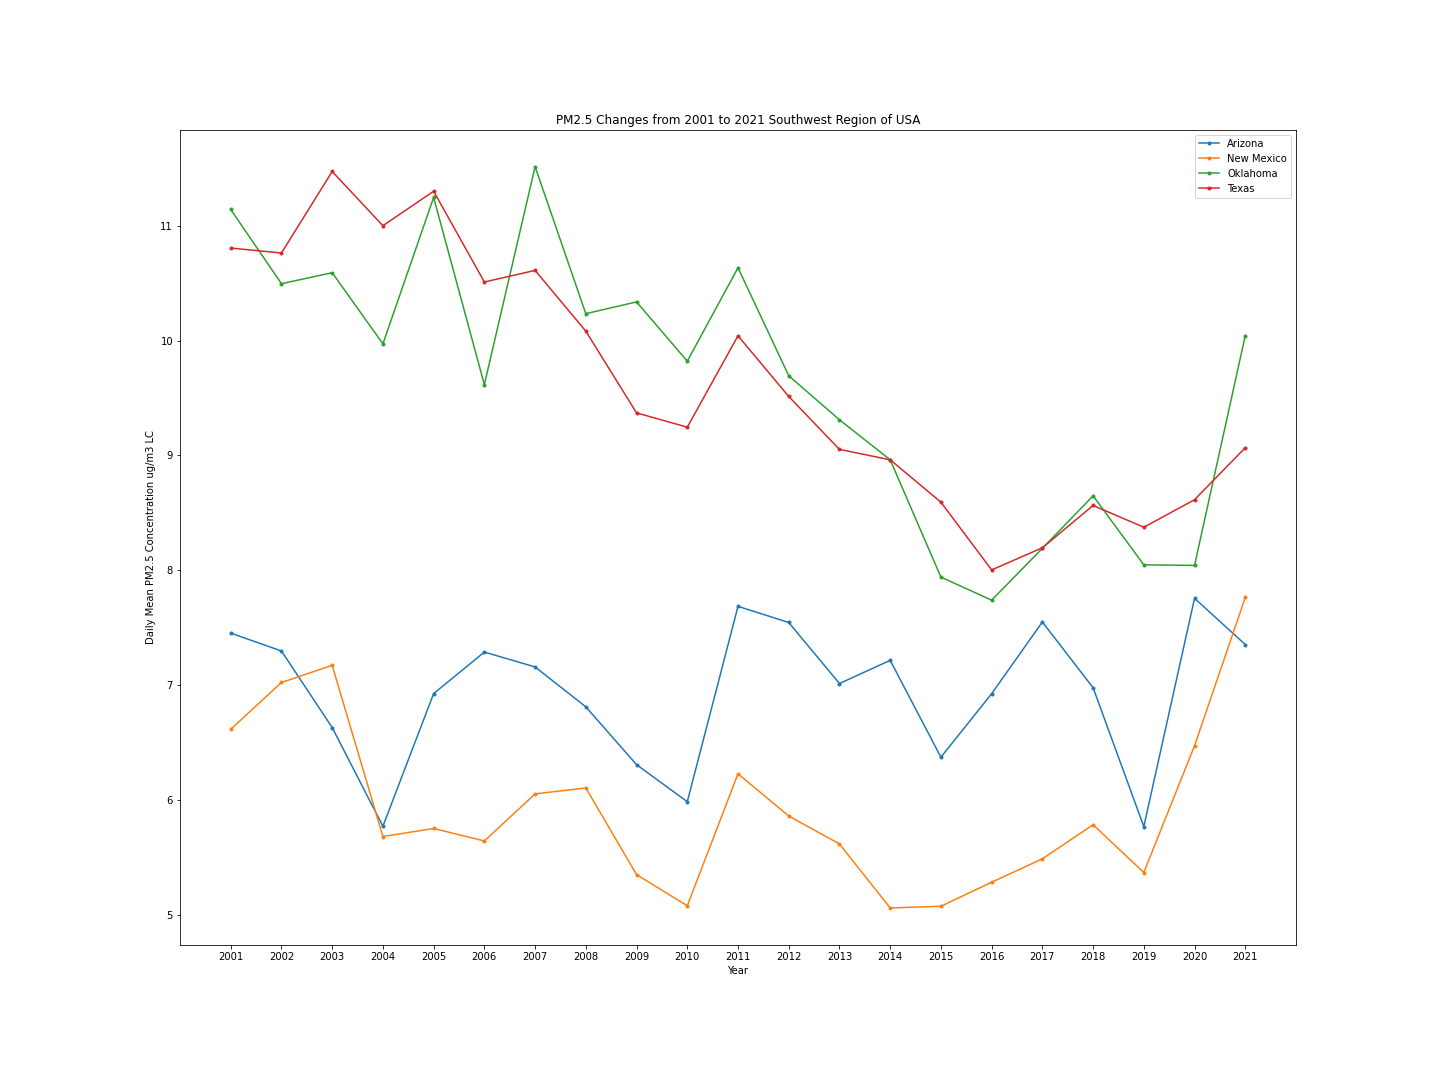 PM2.5 Changes from 2001 to 2021 Southwest Region of USA
Arizona
New Mexico
Oklahoma
Texas
Daily Mean PM2.5 Concentration ug/m3 LC
11
10
9
8
7
6
5
2001 2002 2003 2004 2005 2006 2007 2008 2009 2010 2011 2012 2013 2014 2015 2016 2017 2018 2019 2020 2021
Year